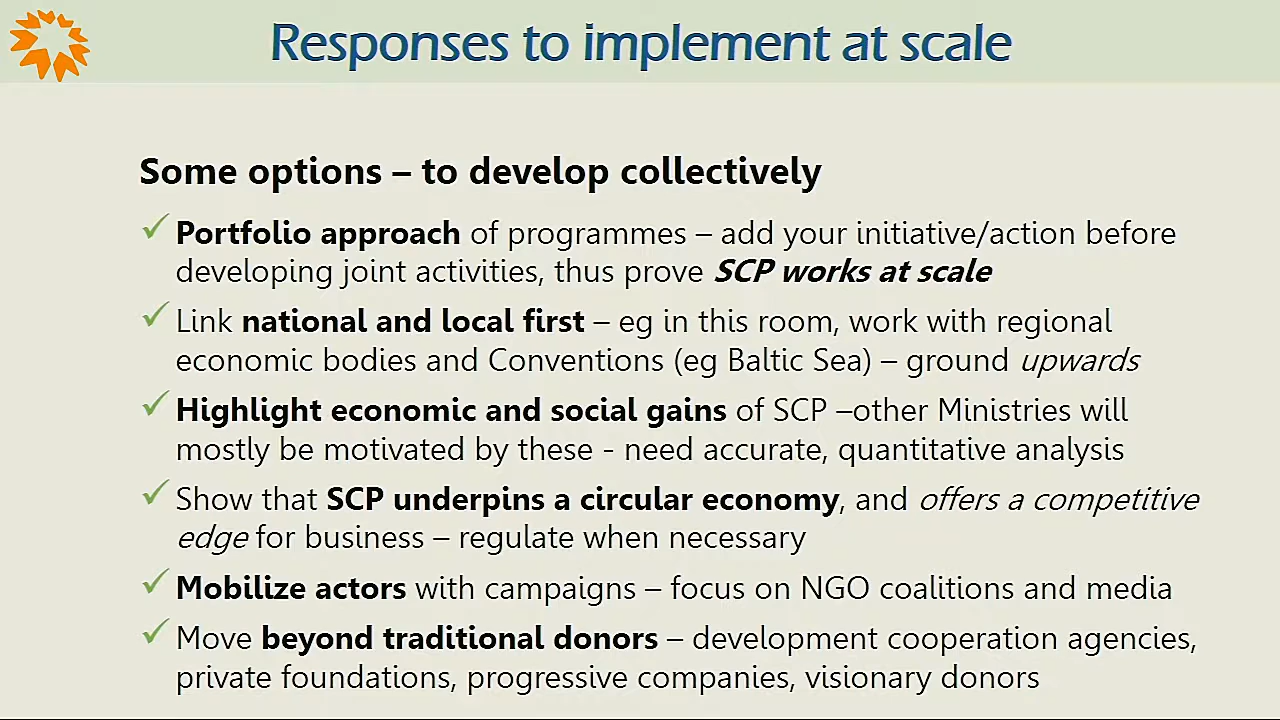 Responses to implement at scale
Some options – to develop collectively
✓ Portfolio approach of programmes – add your initiative/action before
developing joint activities, thus prove SCP works at scale
✓ Link national and local first – eg in this room, work with regional
economic bodies and Conventions (eg Baltic Sea) – ground upwards
✓ Highlight economic and social gains of SCP –other Ministries will
mostly be motivated by these - need accurate, quantitative analysis
✓ Show that SCP underpins a circular economy, and offers a competitive
edge for business – regulate when necessary
✓ Mobilize actors with campaigns – focus on NGO coalitions and media
✓ Move beyond traditional donors – development cooperation agencies,
private foundations, progressive companies, visionary donors